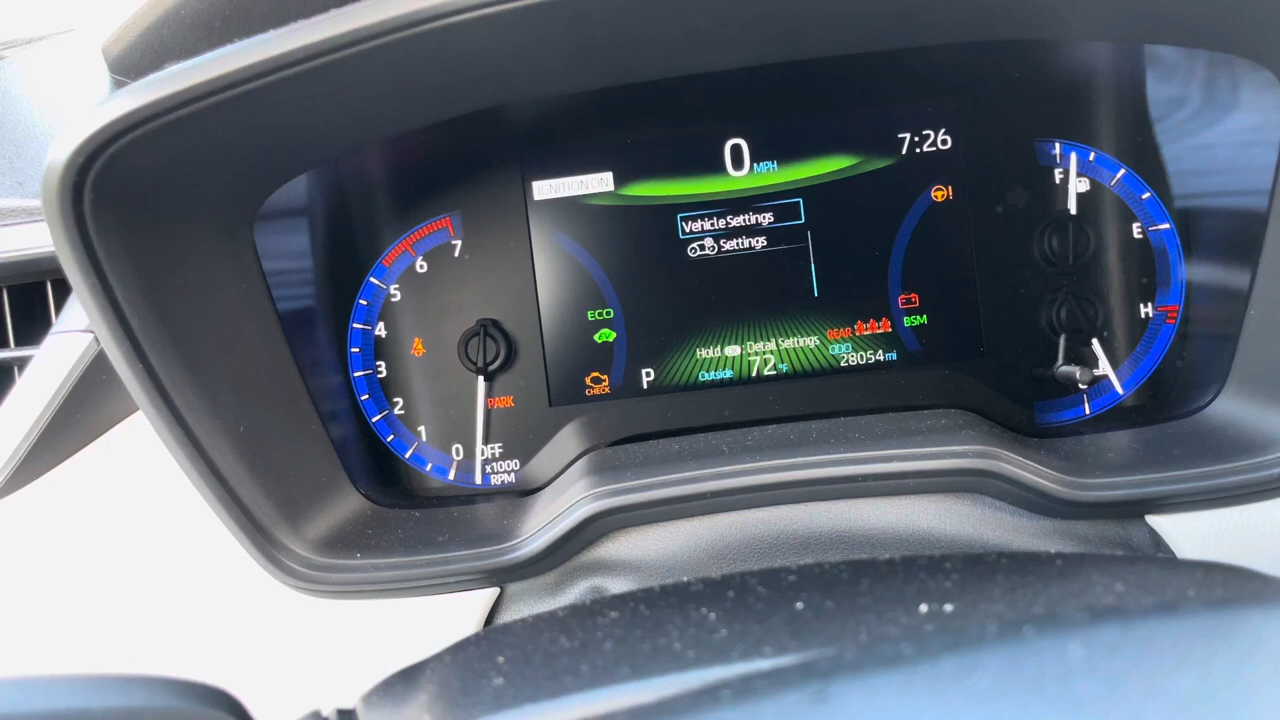 0 MPH
7:26
IGNITION ON
Vehicle Settings
Settings
F
E
H
7
6
5
4
3
2
1
0
OFF
x1000
RPM
PARK
ECO
EV
CHECK
P
Hold OK : Detail Settings
Outside 72 °F
REAR
BSM
ODO
28054 mi